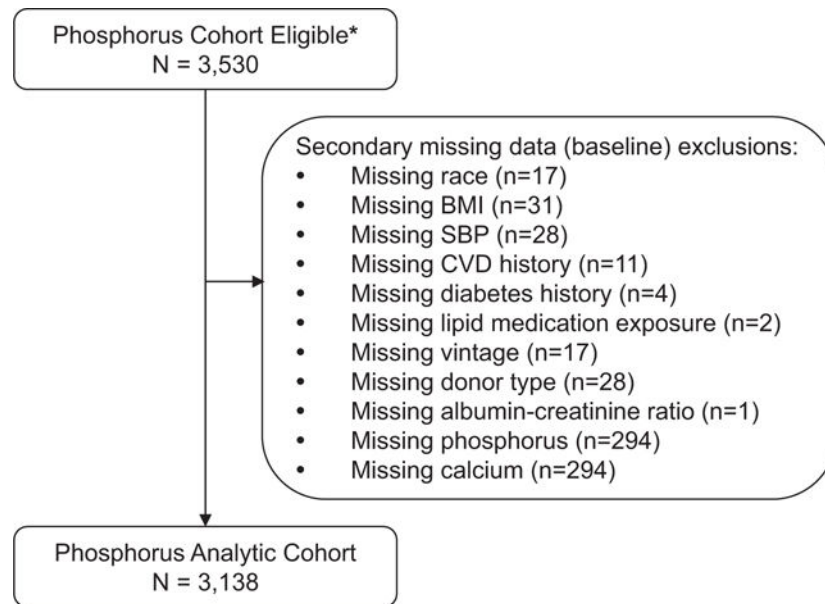 Phosphorus Cohort Eligible*
N = 3,530
Secondary missing data (baseline) exclusions:
• Missing race (n=17)
• Missing BMI (n=31)
• Missing SBP (n=28)
• Missing CVD history (n=11)
• Missing diabetes history (n=4)
• Missing lipid medication exposure (n=2)
• Missing vintage (n=17)
• Missing donor type (n=28)
• Missing albumin-creatinine ratio (n=1)
• Missing phosphorus (n=294)
• Missing calcium (n=294)
Phosphorus Analytic Cohort
N = 3,138